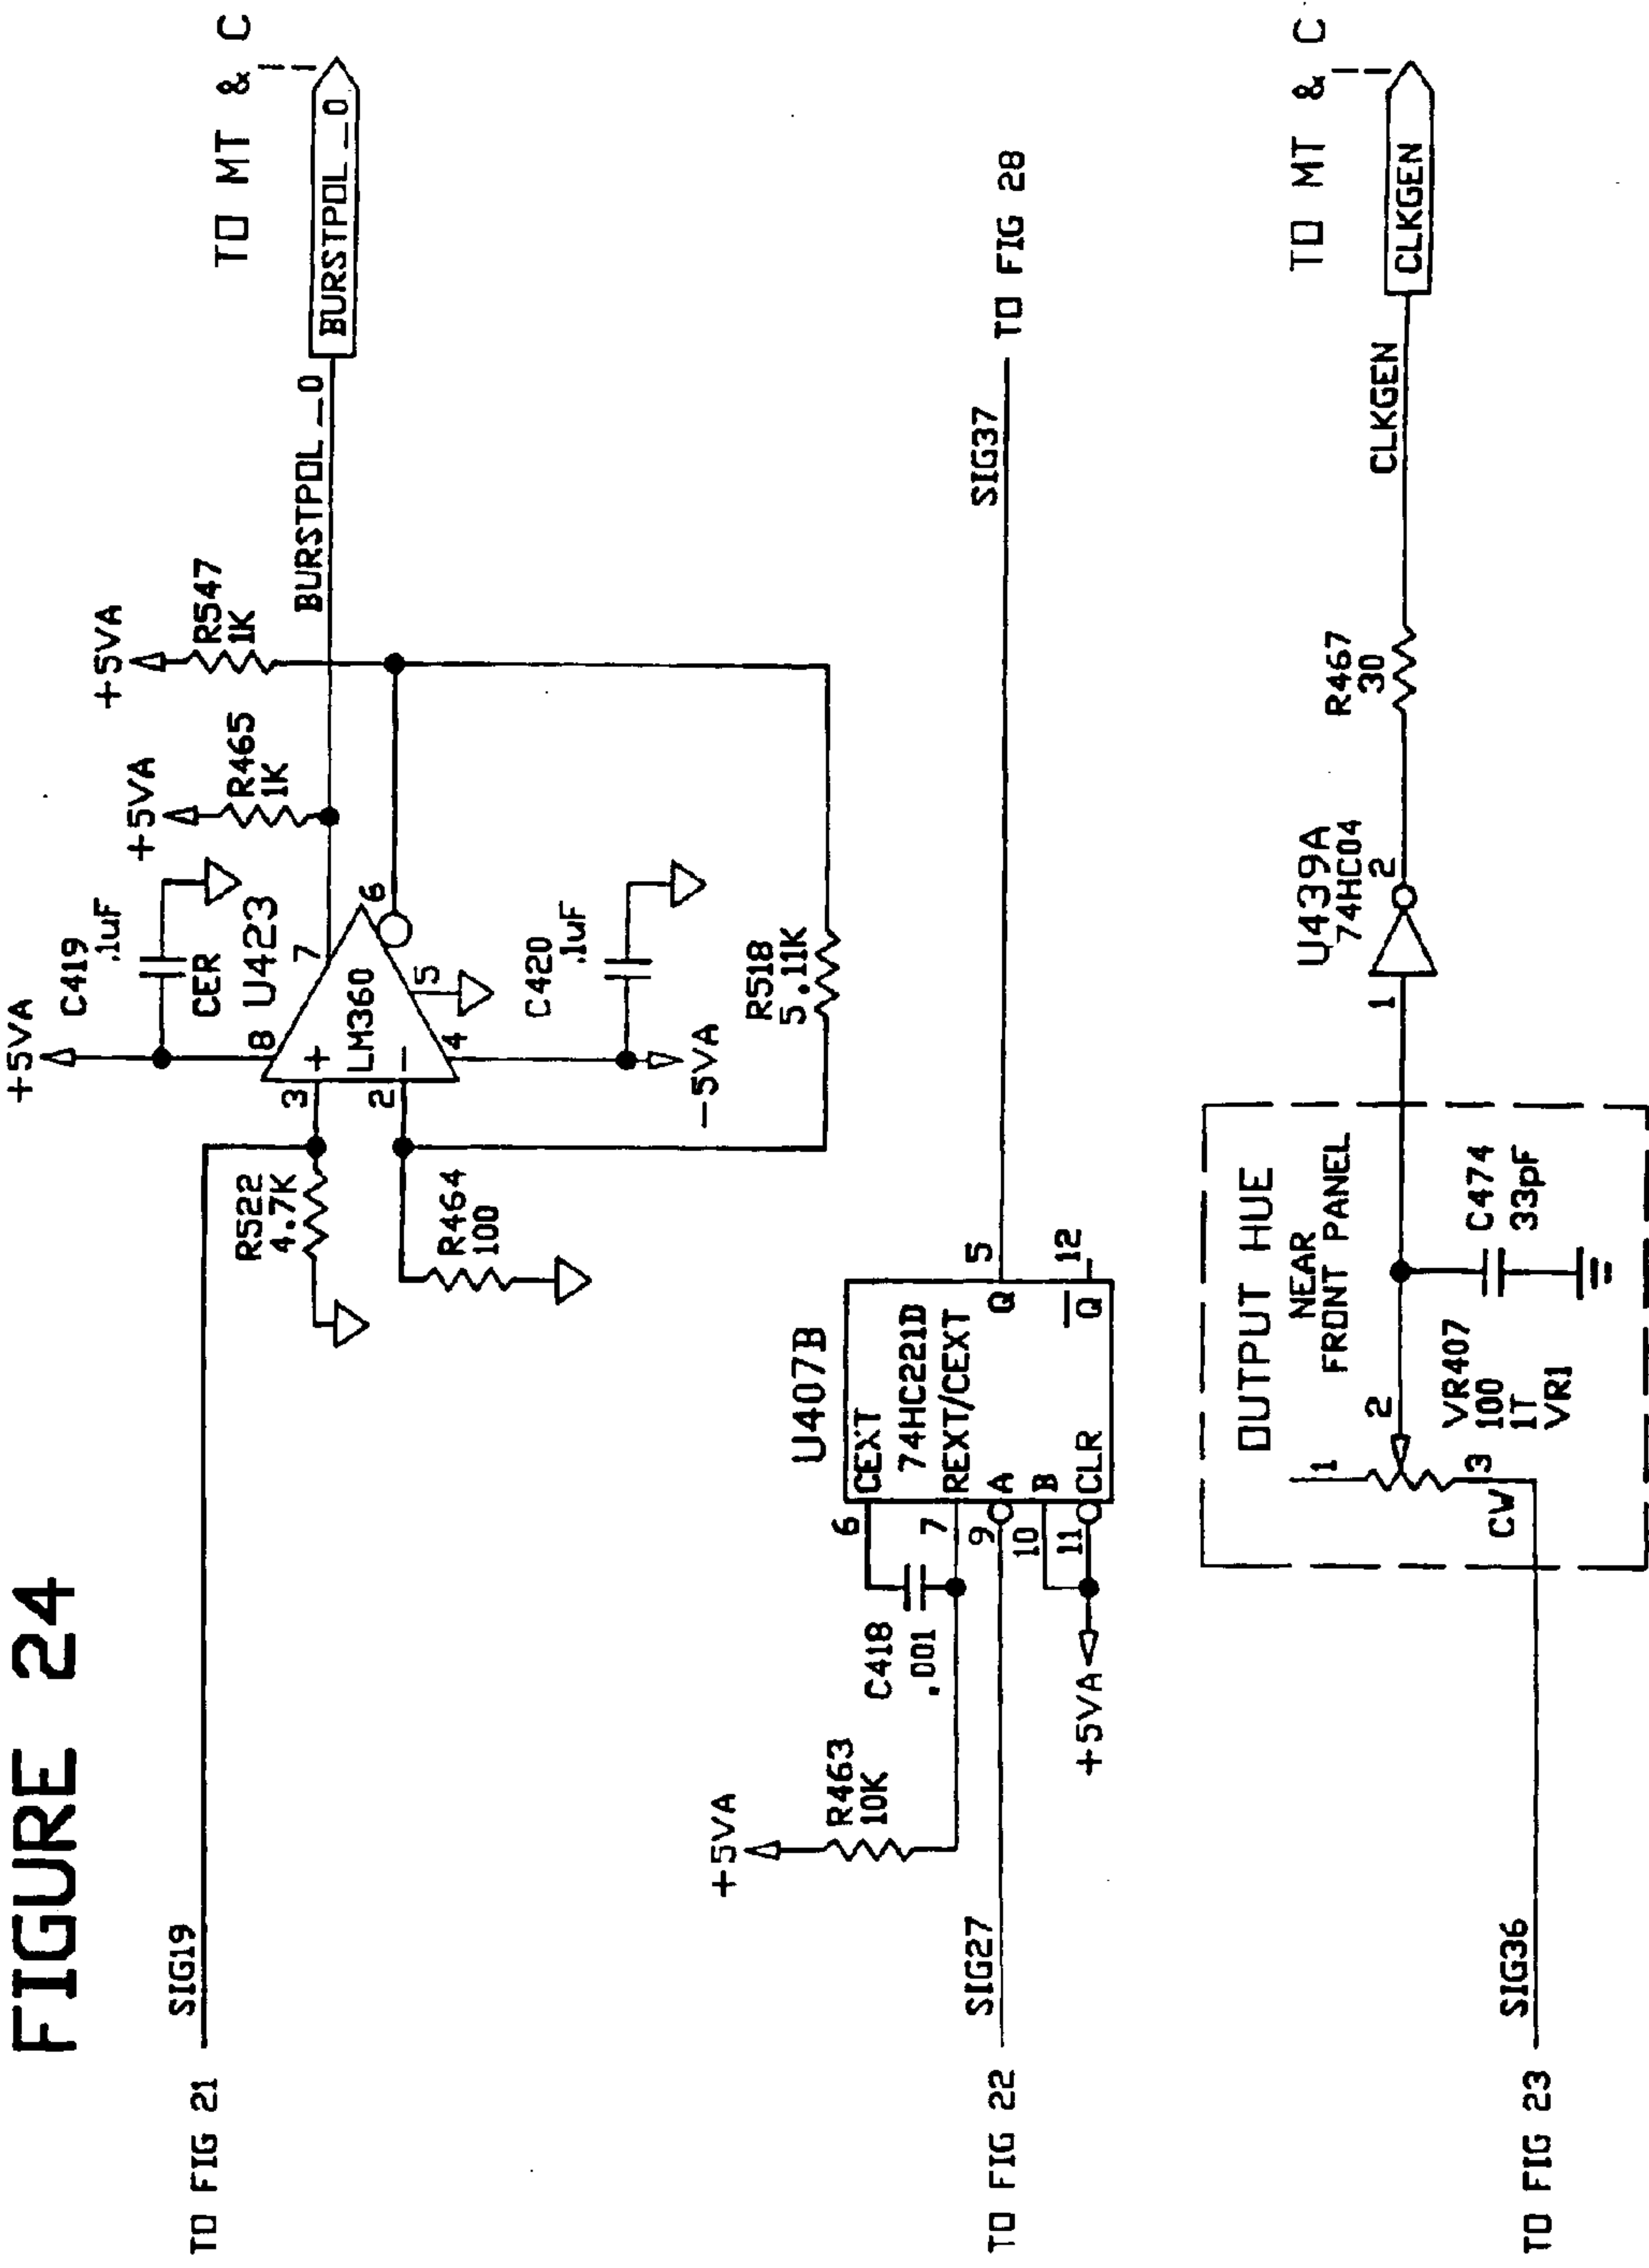 FIGURE 24
TO FIG 21
SIG19
R522
4.7K
R464
100
+5VA
C419
.1uF
CER
U423
8
3
+
2
-
LM360
7
6
5
4
-5VA
C420
.1uF
+5VA
R465
1K
+5VA
R547
1K
R518
5.11K
BURSTPOL_0
BURSTPOL_0
TO MT & C
TO FIG 22
SIG27
+5VA
R463
10K
C418
.001
+5VA
U407B
6
CEXT
74HC221D
7
REXT/CEXT
9
A
10
B
11
CLR
Q
5
Q
12
SIG37
TO FIG 28
TO FIG 23
SIG36
OUTPUT HUE
NEAR
FRONT PANEL
1
2
3
CW
VR407
100
1T
VR1
C474
33pF
U439A
74HC04
1
2
R467
30
CLKGEN
CLKGEN
TO MT & C